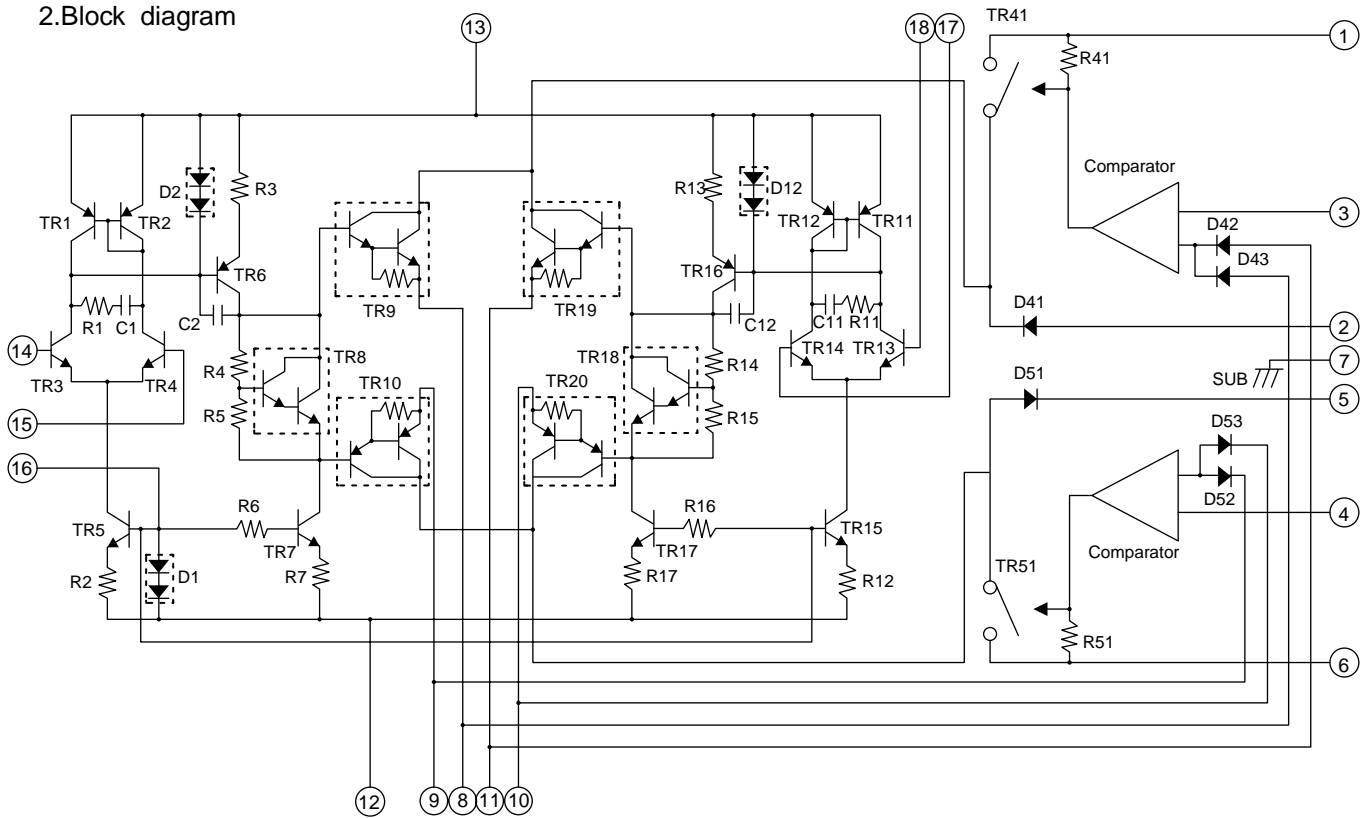 2.Block diagram
TR41
13
18
17
1
R41
Comparator
D2
R3
R13
D12
TR1
TR2
TR12
TR11
3
D42
D43
TR6
TR16
TR9
TR19
R1
C1
C2
C12
C11
R11
D41
2
14
TR3
TR4
R4
TR8
TR18
R14
TR14
TR13
7
SUB
TR10
TR20
D51
5
R5
R15
15
D53
16
R6
R16
D52
TR5
TR7
TR17
TR15
4
Comparator
R2
D1
R7
R17
R12
TR51
R51
6
12
9
8
11
10